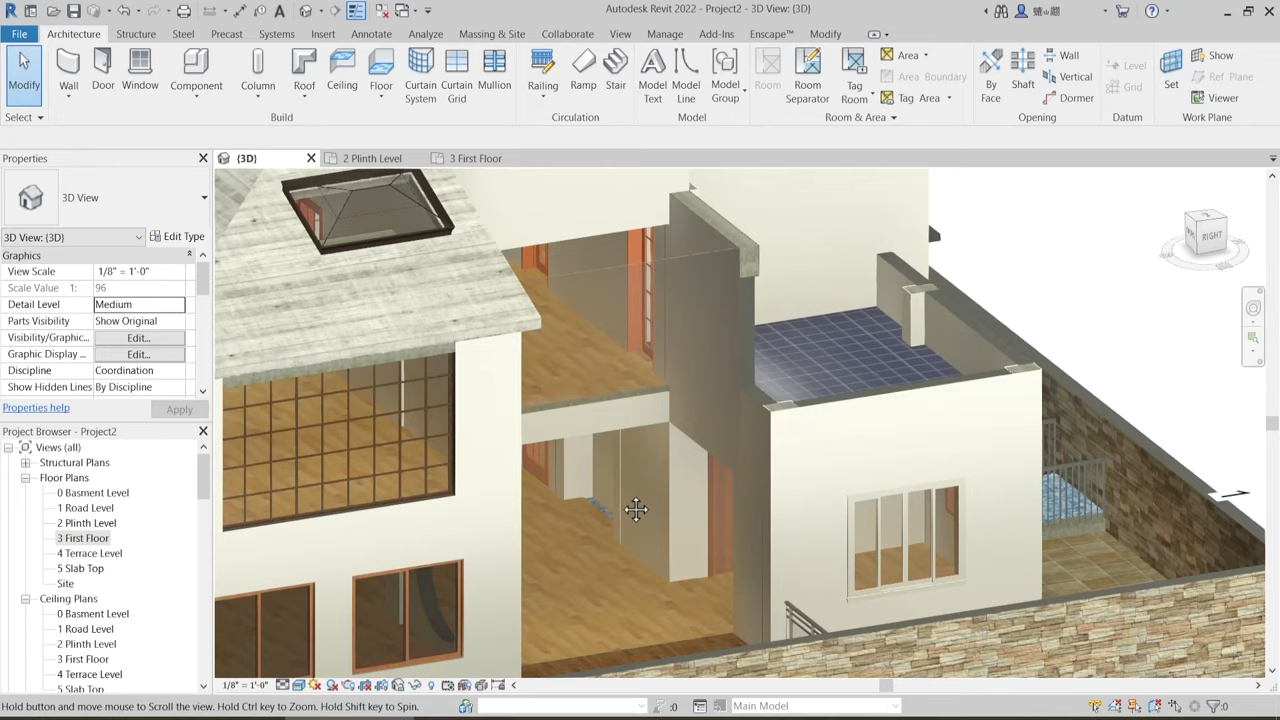 Autodesk Revit 2022 - Project2 - 3D View: {3D}
File Architecture Structure Steel Precast Systems Insert Annotate Analyze Massing & Site Collaborate View Manage Add-Ins Enscape™ Modify
Modify
Wall
Door
Window
Component
Column
Roof
Ceiling
Floor
Curtain System
Curtain Grid
Mullion
Railing
Ramp
Stair
Model Text
Model Line
Model Group
Room
Room Separator
Tag Room
Area
Area Boundary
Tag Area
By Face
Shaft
Wall
Vertical
Dormer
Level
Grid
Set
Show
Ref Plane
Viewer
Select Build Circulation Model Room & Area Opening Datum Work Plane
Properties
{3D} 2 Plinth Level 3 First Floor
3D View
3D View: {3D} Edit Type
Graphics
View Scale 1/8" = 1'-0"
Scale Value 1: 96
Detail Level Medium
Parts Visibility Show Original
Visibility/Graphic... Edit...
Graphic Display ... Edit...
Discipline Coordination
Show Hidden Lines By Discipline
Properties help Apply
Project Browser - Project2
Views (all)
Structural Plans
Floor Plans
0 Basment Level
1 Road Level
2 Plinth Level
3 First Floor
4 Terrace Level
5 Slab Top
Site
Ceiling Plans
0 Basment Level
1 Road Level
2 Plinth Level
3 First Floor
4 Terrace Level
5 Slab Top
RIGHT
1/8" = 1'-0"
Hold button and move mouse to Scroll the view. Hold Ctrl key to Zoom. Hold Shift key to Spin. :0 Main Model :0